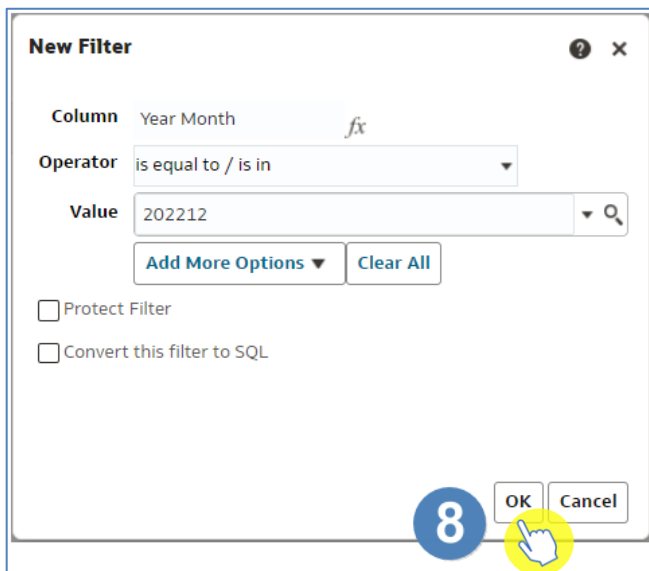 New Filter
Column Year Month fx
Operator is equal to / is in
Value 202212
Add More Options Clear All
Protect Filter
Convert this filter to SQL
8 OK Cancel